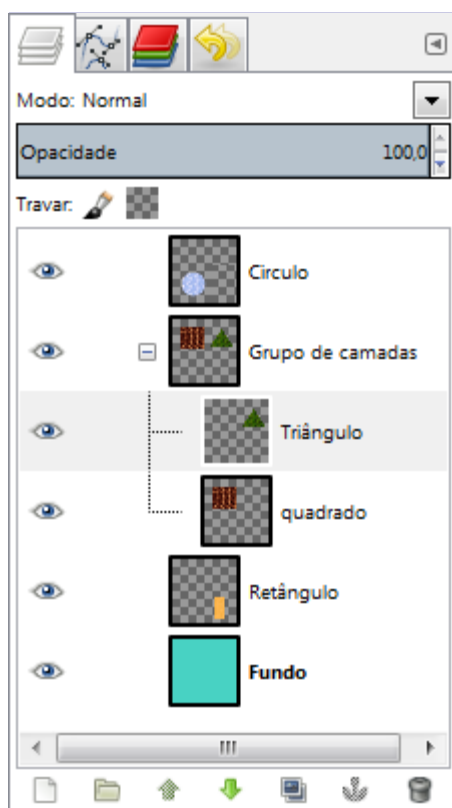 Modo: Normal
Opacidade 100,0
Travar:
Circulo
Grupo de camadas
Triângulo
quadrado
Retângulo
Fundo